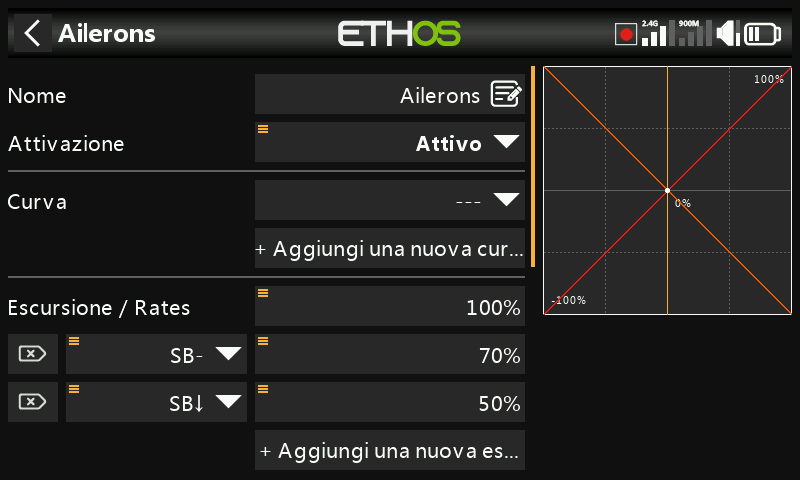 Ailerons
ETHOS
2.4G 900M
Nome Ailerons
Attivazione Attivo
Curva ---
+ Aggiungi una nuova cur...
Escursione / Rates 100%
SB- 70%
SB↓ 50%
+ Aggiungi una nuova es...
100%
0%
-100%